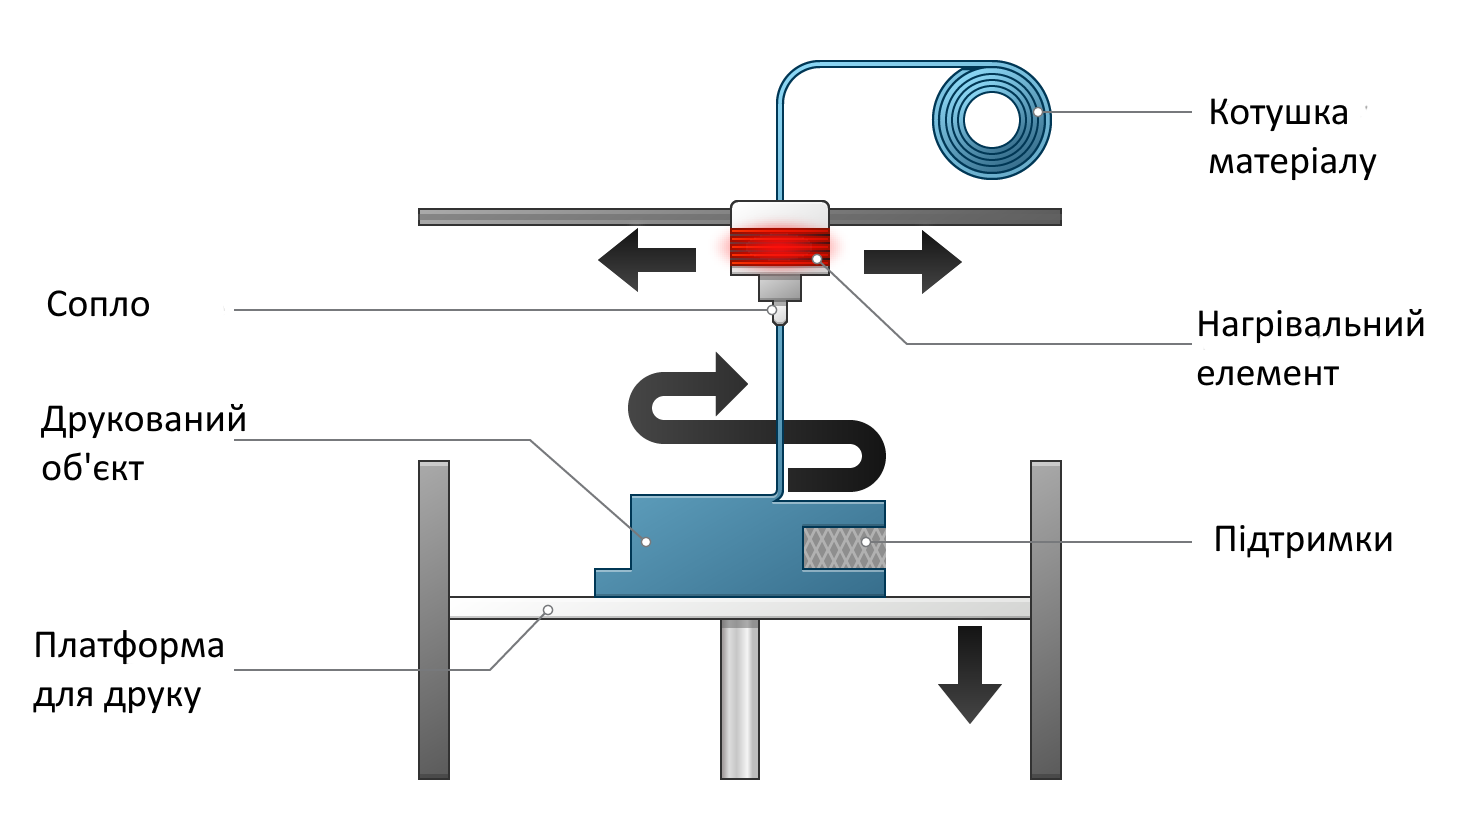 Котушка
матеріалу
Сопло
Нагрівальний
елемент
Друкований
об'єкт
Підтримки
Платформа
для друку